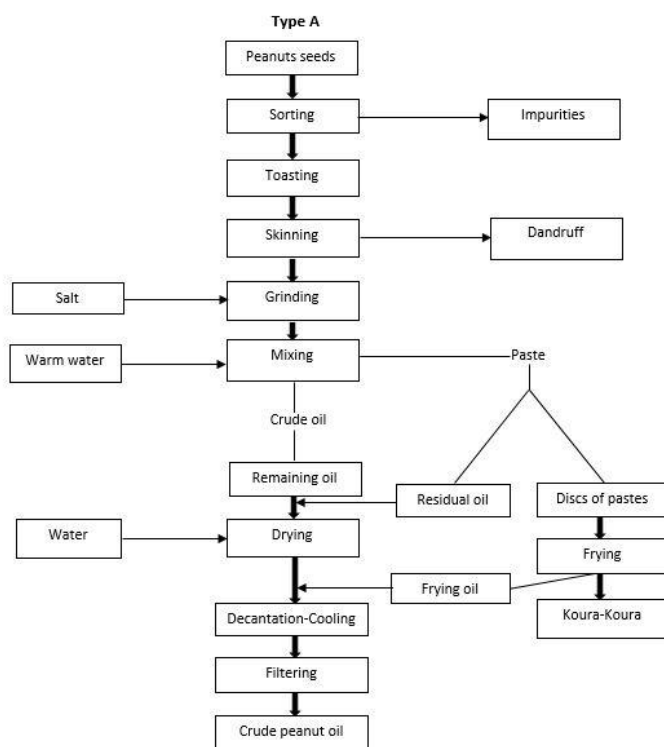 Type A
Peanuts seeds
Sorting
Impurities
Toasting
Skinning
Dandruff
Salt
Grinding
Warm water
Mixing
Paste
Crude oil
Remaining oil
Residual oil
Discs of pastes
Water
Drying
Frying
Frying oil
Decantation-Cooling
Koura-Koura
Filtering
Crude peanut oil